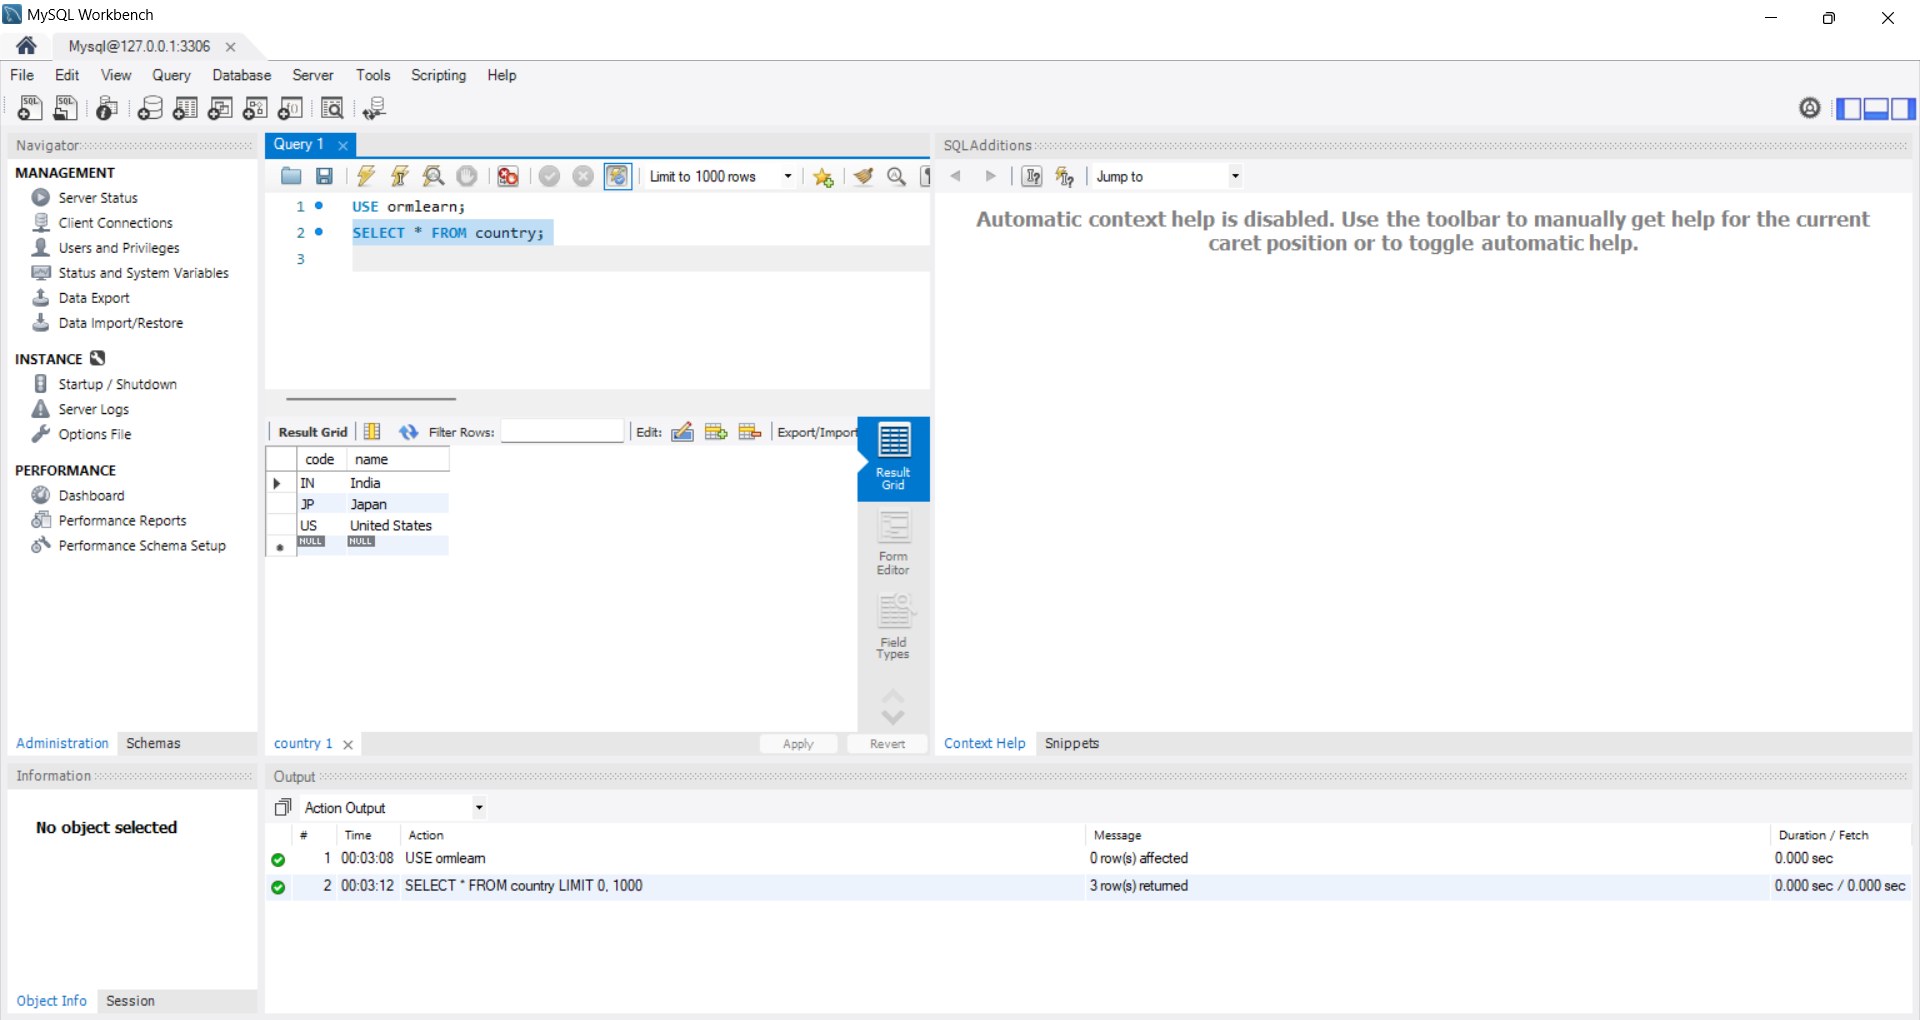 MySQL Workbench
Mysql@127.0.0.1:3306
File Edit View Query Database Server Tools Scripting Help
Navigator
MANAGEMENT
Server Status
Client Connections
Users and Privileges
Status and System Variables
Data Export
Data Import/Restore
INSTANCE
Startup / Shutdown
Server Logs
Options File
PERFORMANCE
Dashboard
Performance Reports
Performance Schema Setup
Administration Schemas
Query 1
Limit to 1000 rows
1 USE ormlearn;
2 SELECT * FROM country;
3
Result Grid Filter Rows: Edit: Export/Import
code name
IN India
JP Japan
US United States
NULL NULL
Result
Grid
Form
Editor
Field
Types
country 1 Apply Revert
SQLAdditions
Jump to
Automatic context help is disabled. Use the toolbar to manually get help for the current
caret position or to toggle automatic help.
Context Help Snippets
Information
No object selected
Object Info Session
Output
Action Output
# Time Action Message Duration / Fetch
1 00:03:08 USE ormlearn 0 row(s) affected 0.000 sec
2 00:03:12 SELECT * FROM country LIMIT 0, 1000 3 row(s) returned 0.000 sec / 0.000 sec